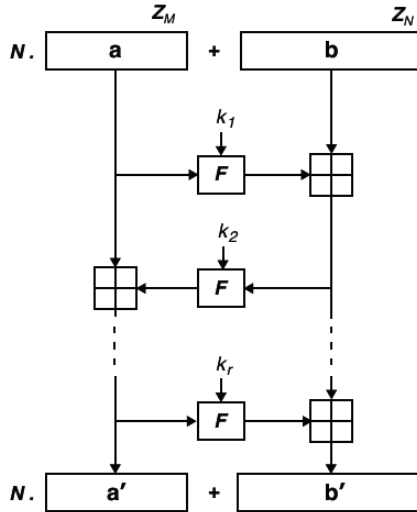 Z_M Z_N
N. a + b
k_1
F
k_2
F
k_r
F
N. a′ + b′